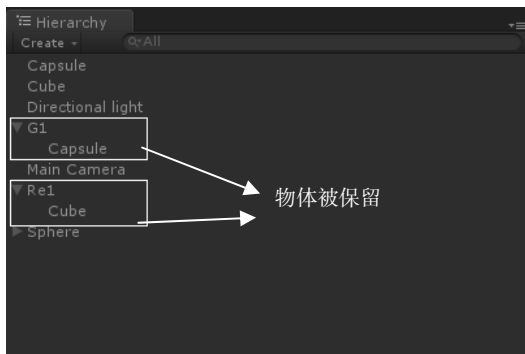 Hierarchy
Create
All
Capsule
Cube
Directional light
G1
Capsule
Main Camera
Re1
Cube
Sphere
物体被保留